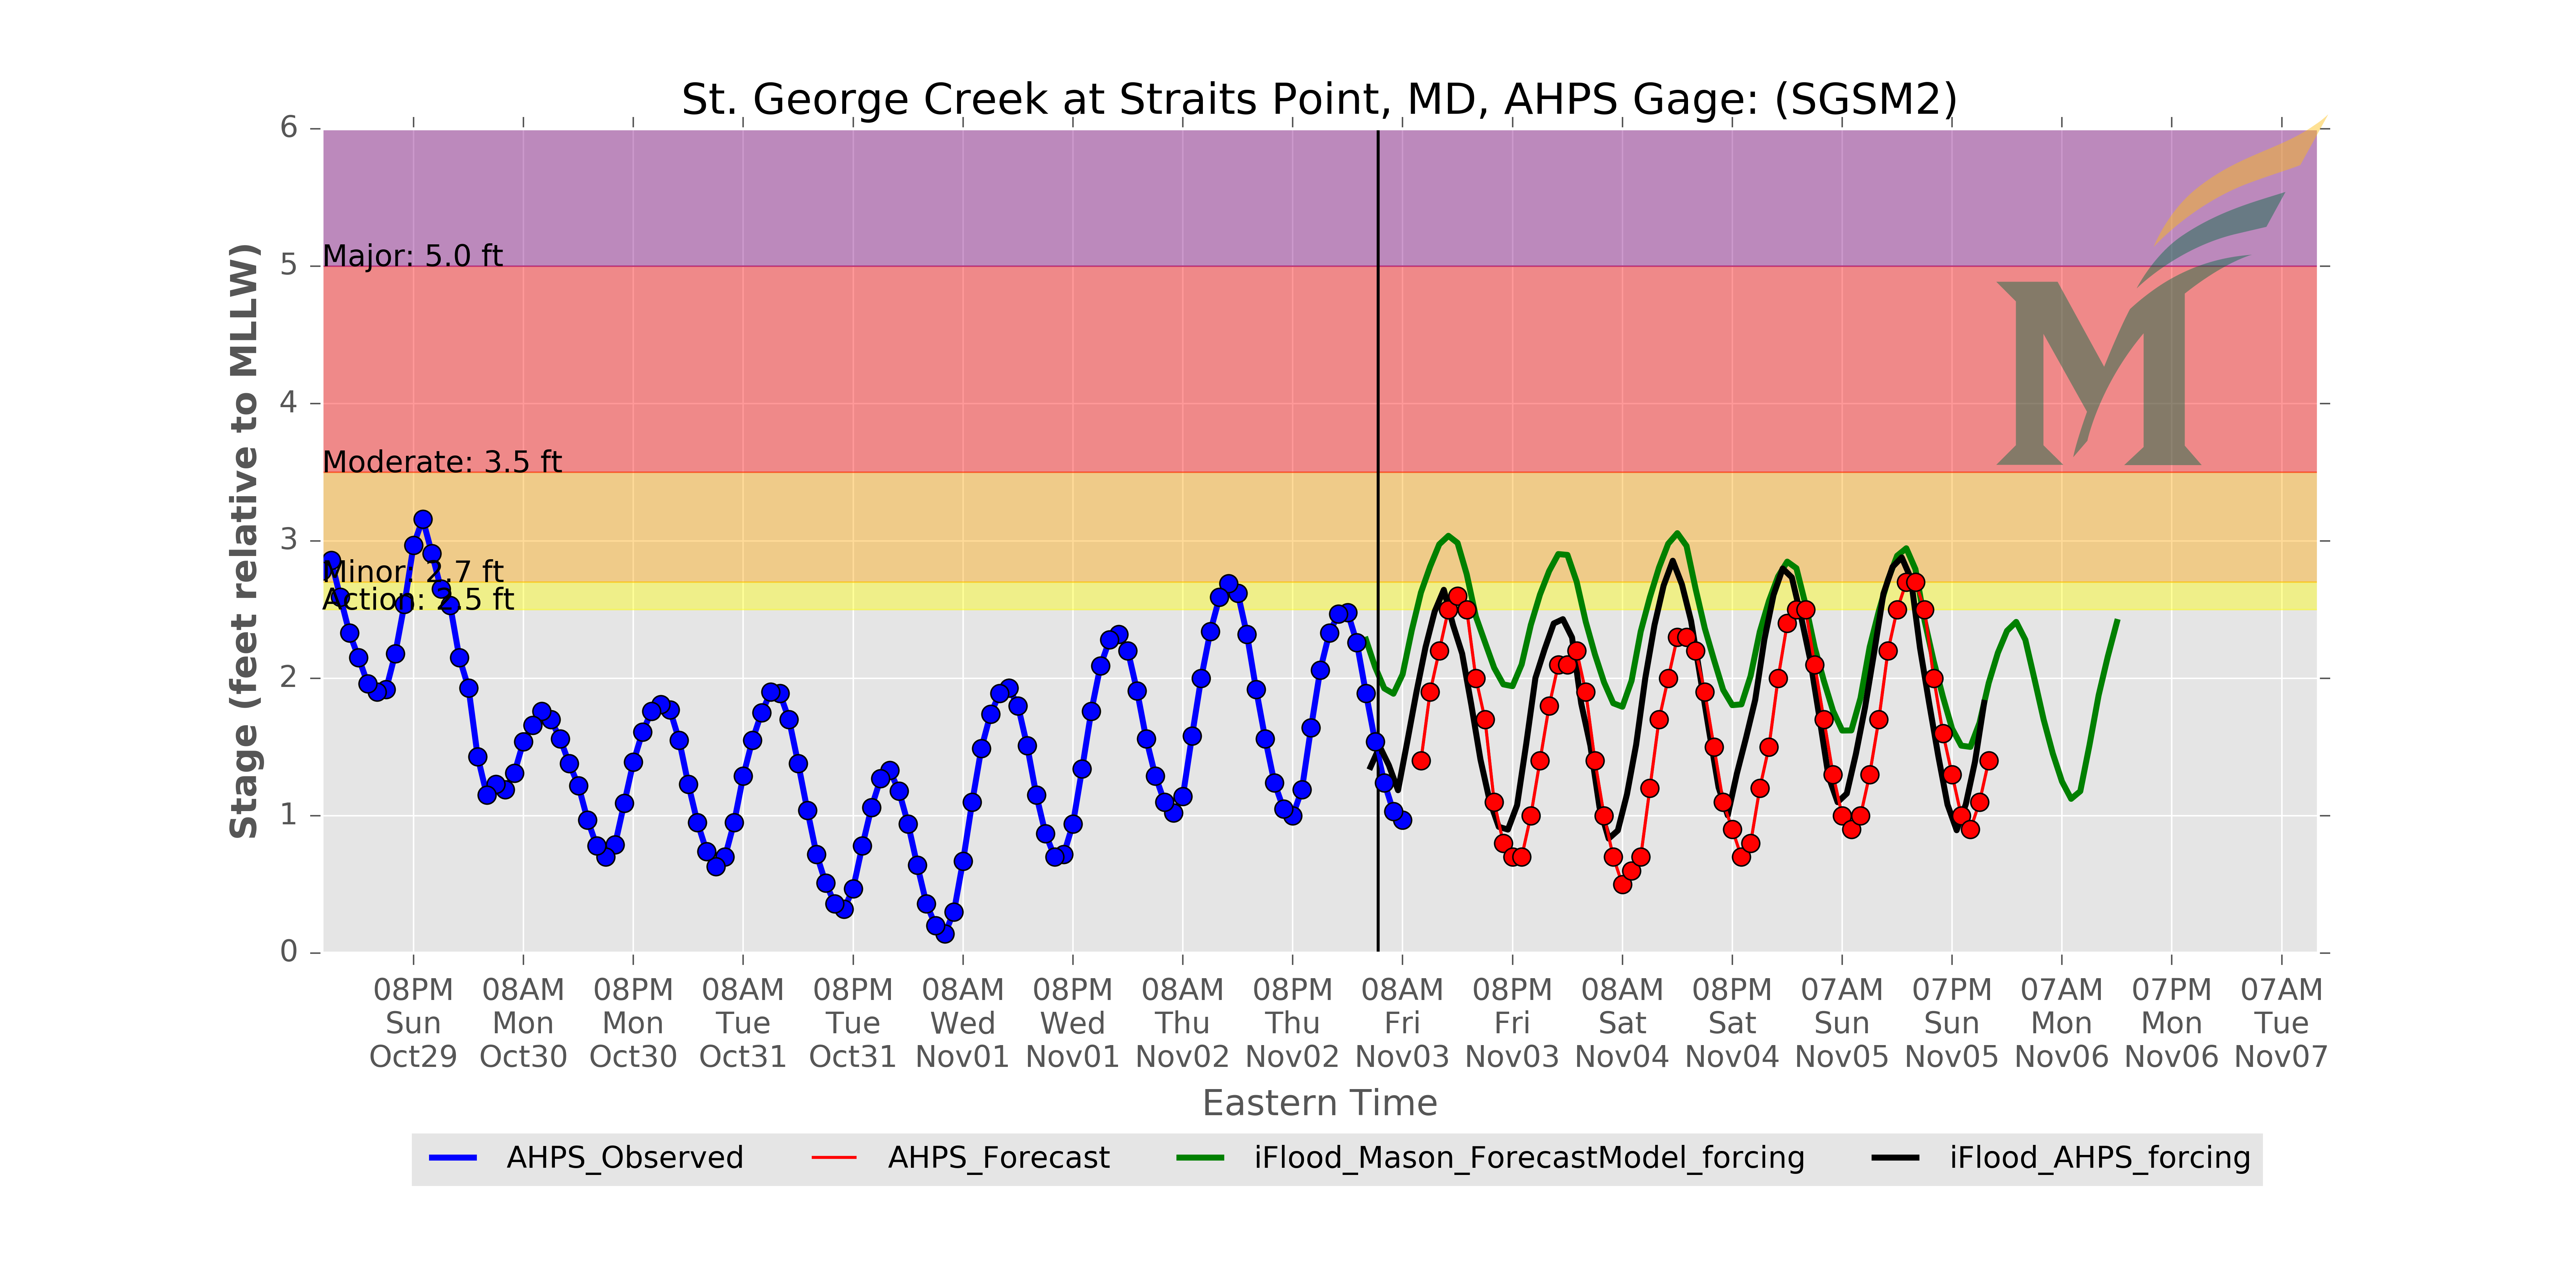 St. George Creek at Straits Point, MD, AHPS Gage: (SGSM2)
6
5
4
3
2
1
0
Stage (feet relative to MLLW)
Major: 5.0 ft
Moderate: 3.5 ft
Minor: 2.7 ft
Action: 2.5 ft
M
08PM 08AM 08PM 08AM 08PM 08AM 08PM 08AM 08PM 08AM 08PM 08AM 08PM 07AM 07PM 07AM 07PM 07AM
Sun Mon Mon Tue Tue Wed Wed Thu Thu Fri Fri Sat Sat Sun Sun Mon Mon Tue
Oct29 Oct30 Oct30 Oct31 Oct31 Nov01 Nov01 Nov02 Nov02 Nov03 Nov03 Nov04 Nov04 Nov05 Nov05 Nov06 Nov06 Nov07
Eastern Time
AHPS_Observed AHPS_Forecast iFlood_Mason_ForecastModel_forcing iFlood_AHPS_forcing